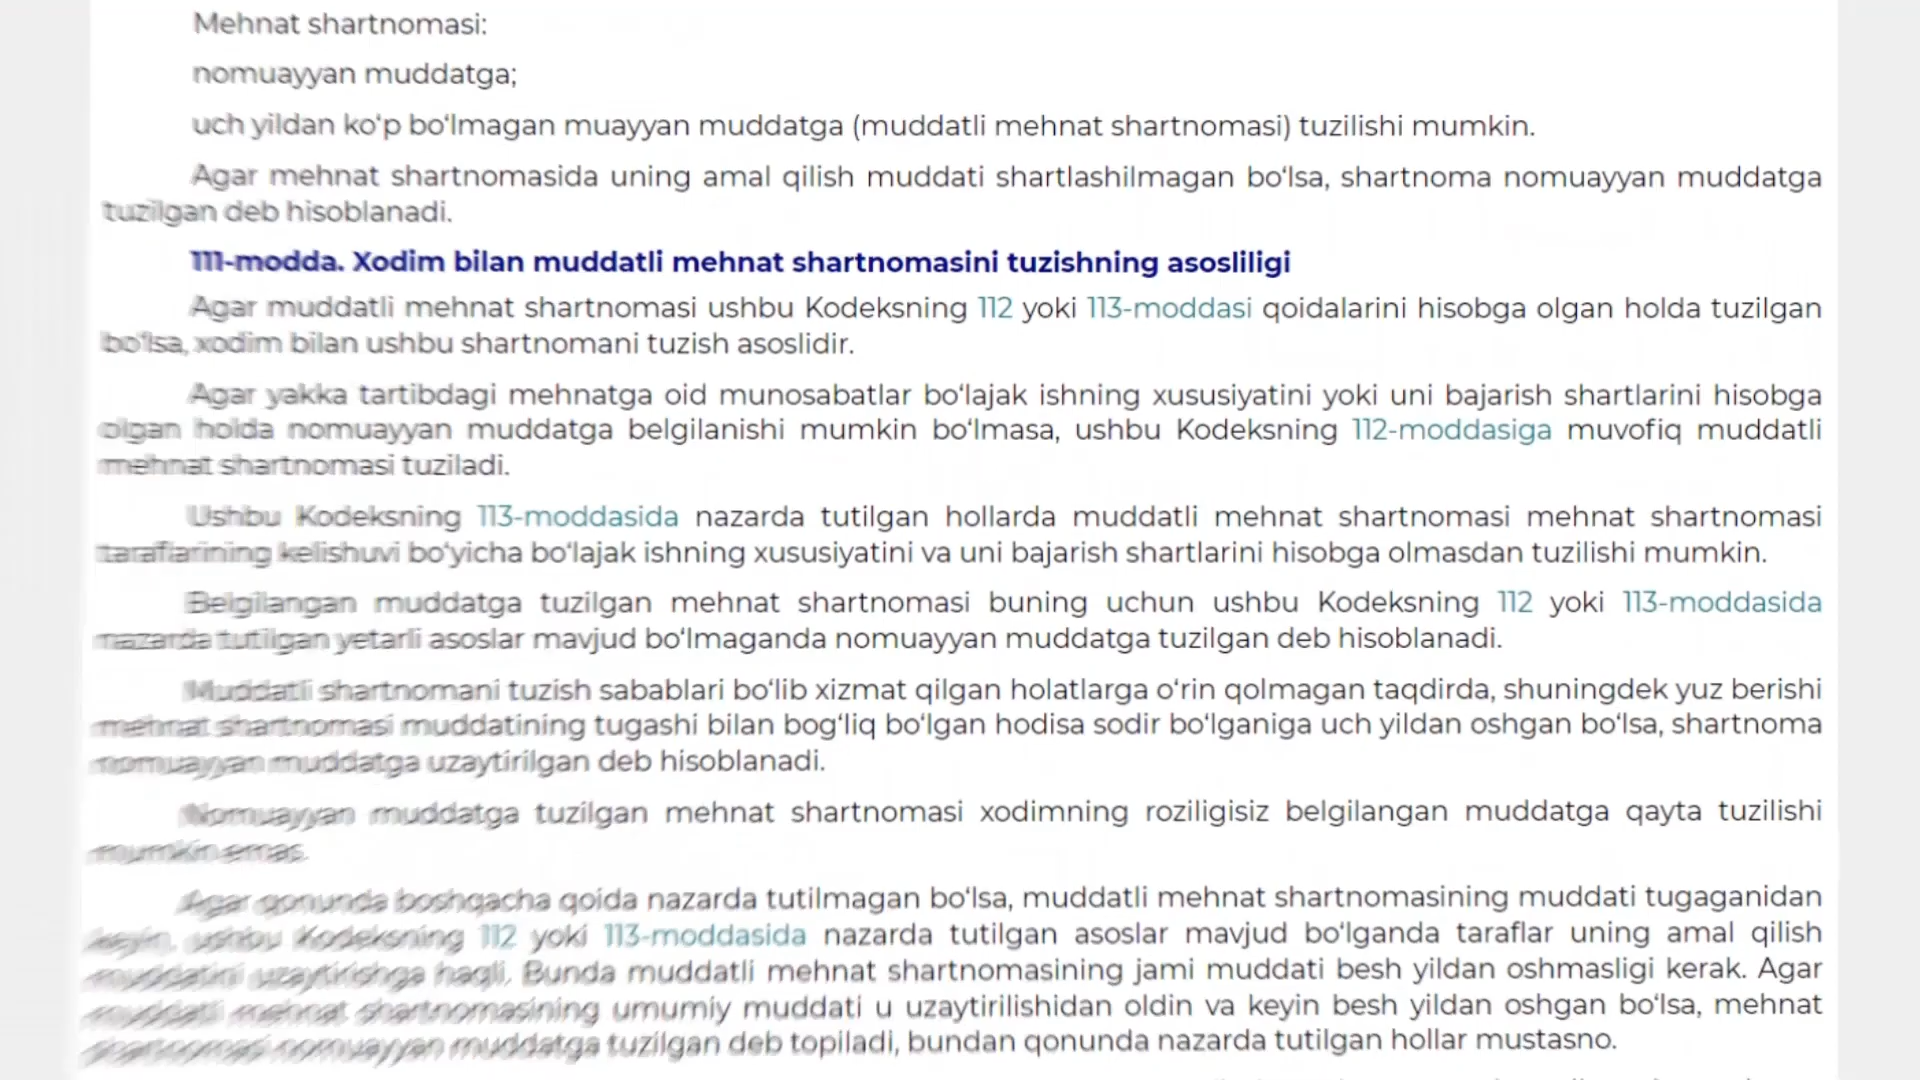 Mehnat shartnomasi:
nomuayyan muddatga;
uch yildan ko‘p bo‘lmagan muayyan muddatga (muddatli mehnat shartnomasi) tuzilishi mumkin.
Agar mehnat shartnomasida uning amal qilish muddati shartlashilmagan bo‘lsa, shartnoma nomuayyan muddatga
tuzilgan deb hisoblanadi.
111-modda. Xodim bilan muddatli mehnat shartnomasini tuzishning asosliligi
Agar muddatli mehnat shartnomasi ushbu Kodeksning 112 yoki 113-moddasi qoidalarini hisobga olgan holda tuzilgan
bo‘lsa, xodim bilan ushbu shartnomani tuzish asoslidir.
Agar yakka tartibdagi mehnatga oid munosabatlar bo‘lajak ishning xususiyatini yoki uni bajarish shartlarini hisobga
olgan holda nomuayyan muddatga belgilanishi mumkin bo‘lmasa, ushbu Kodeksning 112-moddasiga muvofiq muddatli
mehnat shartnomasi tuziladi.
Ushbu Kodeksning 113-moddasida nazarda tutilgan hollarda muddatli mehnat shartnomasi mehnat shartnomasi
taraflarining kelishuvi bo‘yicha bo‘lajak ishning xususiyatini va uni bajarish shartlarini hisobga olmasdan tuzilishi mumkin.
Belgilangan muddatga tuzilgan mehnat shartnomasi buning uchun ushbu Kodeksning 112 yoki 113-moddasida
nazarda tutilgan yetarli asoslar mavjud bo‘lmaganda nomuayyan muddatga tuzilgan deb hisoblanadi.
Muddatli shartnomani tuzish sabablari bo‘lib xizmat qilgan holatlarga o‘rin qolmagan taqdirda, shuningdek yuz berishi
mehnat shartnomasi muddatining tugashi bilan bog‘liq bo‘lgan hodisa sodir bo‘lganiga uch yildan oshgan bo‘lsa, shartnoma
nomuayyan muddatga uzaytirilgan deb hisoblanadi.
Nomuayyan muddatga tuzilgan mehnat shartnomasi xodimning roziligisiz belgilangan muddatga qayta tuzilishi
mumkin emas.
Agar qonunda boshqacha qoida nazarda tutilmagan bo‘lsa, muddatli mehnat shartnomasining muddati tugaganidan
keyin, ushbu Kodeksning 112 yoki 113-moddasida nazarda tutilgan asoslar mavjud bo‘lganda taraflar uning amal qilish
muddatini uzaytirishga haqli. Bunda muddatli mehnat shartnomasining jami muddati besh yildan oshmasligi kerak. Agar
muddatli mehnat shartnomasining umumiy muddati u uzaytirilishidan oldin va keyin besh yildan oshgan bo‘lsa, mehnat
shartnomasi nomuayyan muddatga tuzilgan deb topiladi, bundan qonunda nazarda tutilgan hollar mustasno.